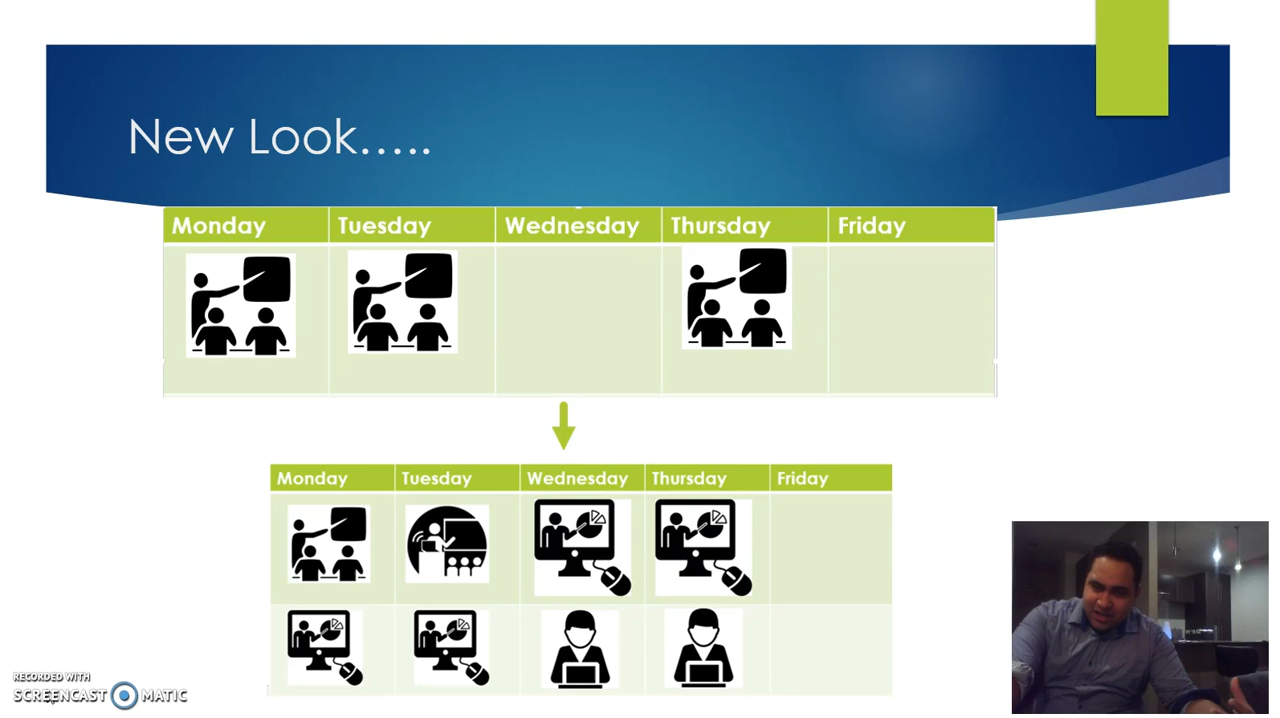 New Look.....
Monday Tuesday Wednesday Thursday Friday
Monday Tuesday Wednesday Thursday Friday
RECORDED WITH
SCREENCAST MATIC